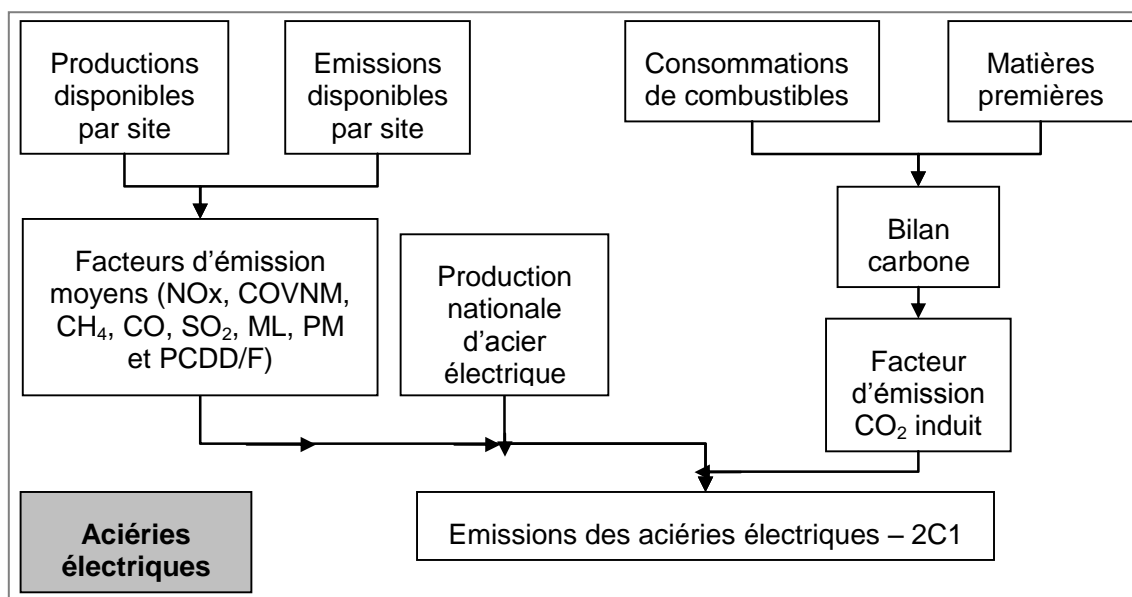 Productions
disponibles
par site
Emissions
disponibles
par site
Consommations
de combustibles
Matières
premières
Facteurs d’émission
moyens (NOx, COVNM,
CH₄, CO, SO₂, ML, PM
et PCDD/F)
Production
nationale
d’acier
électrique
Bilan
carbone
Facteur
d’émission
CO₂ induit
Aciéries
électriques
Emissions des aciéries électriques – 2C1